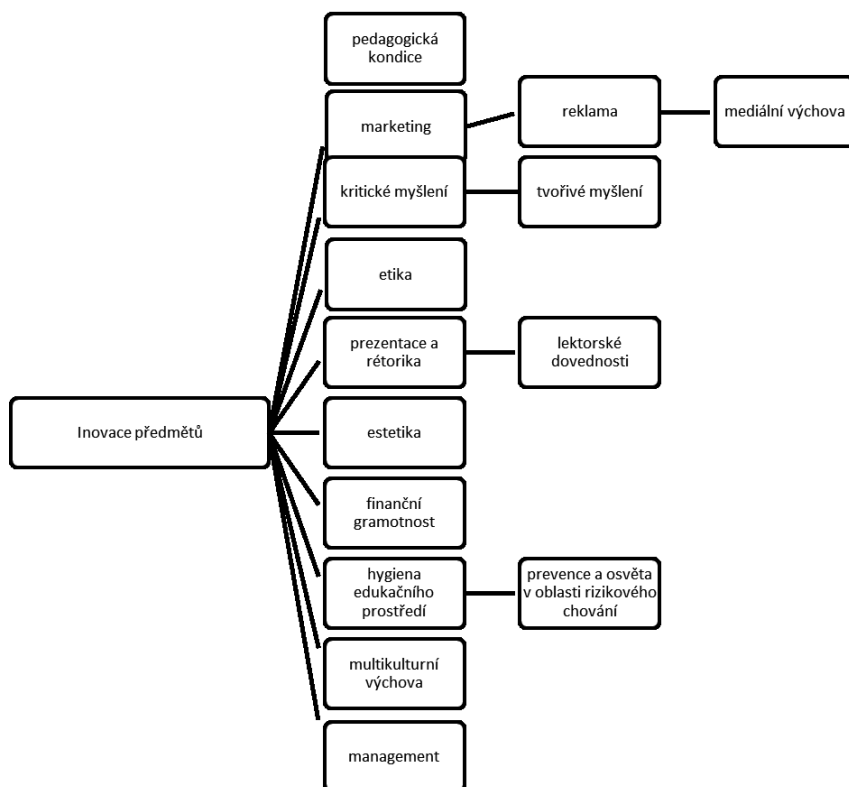 pedagogická
kondice
marketing
reklama
mediální výchova
kritické myšlení
tvořivé myšlení
etika
prezentace a
rétorika
lektorské
dovednosti
Inovace předmětů
estetika
finanční
gramotnost
hygiena
edukačního
prostředí
prevence a osvěta
v oblasti rizikového
chování
multikulturní
výchova
management